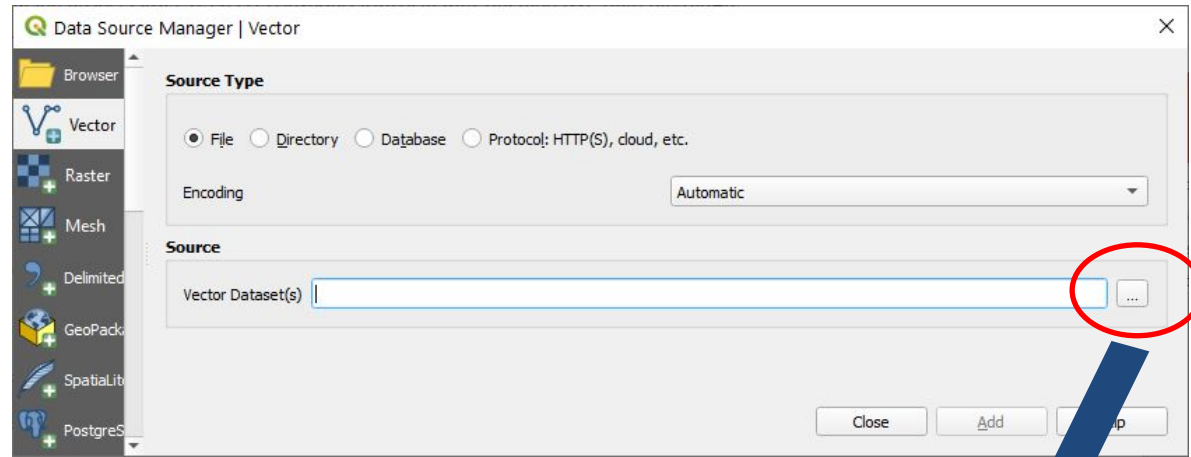 Data Source Manager | Vector
Browser
Vector
Raster
Mesh
Delimited
GeoPack
SpatiaLit
PostgreS
Source Type
File Directory Database Protocol: HTTP(S), cloud, etc.
Encoding Automatic
Source
Vector Dataset(s) ...
Close Add